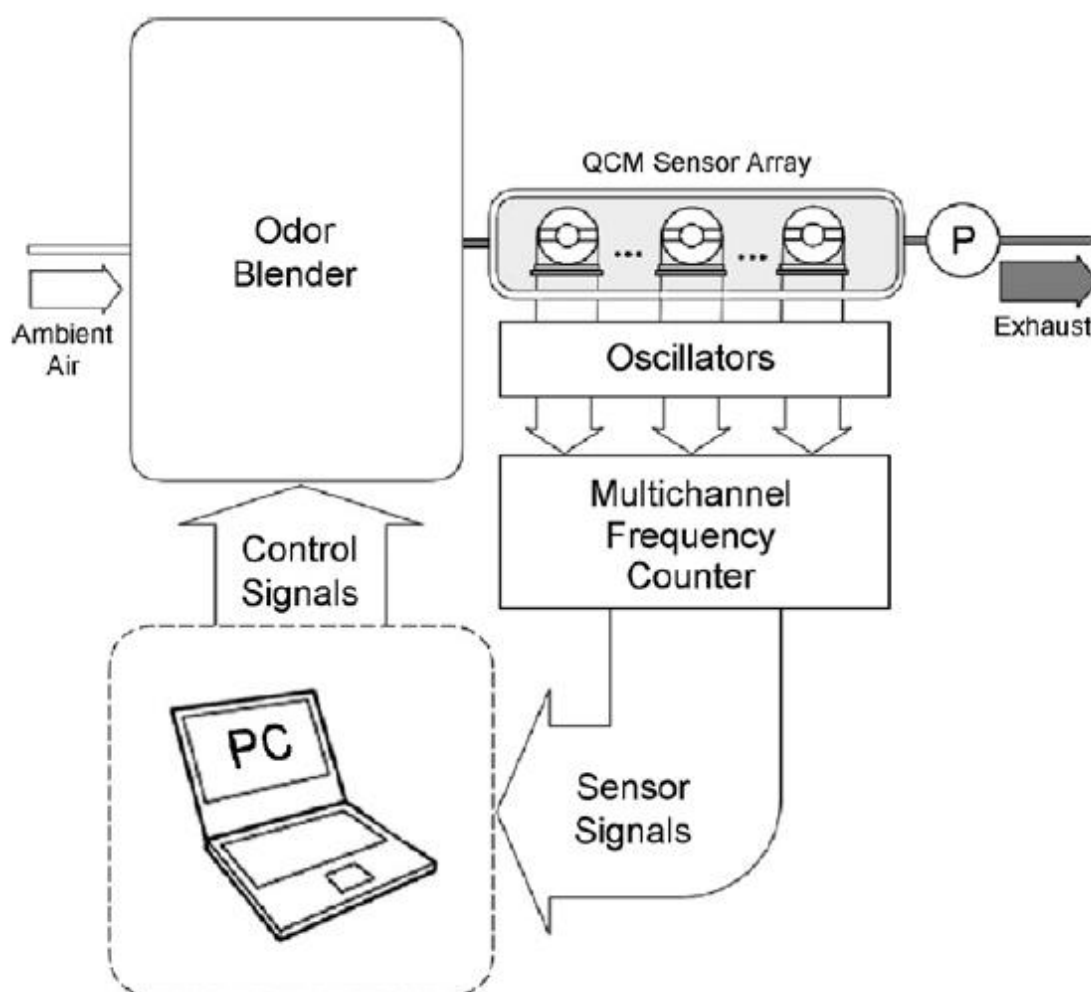 QCM Sensor Array
Odor
Blender
...
...
P
Ambient
Air
Exhaust
Oscillators
Multichannel
Frequency
Counter
Control
Signals
PC
Sensor
Signals